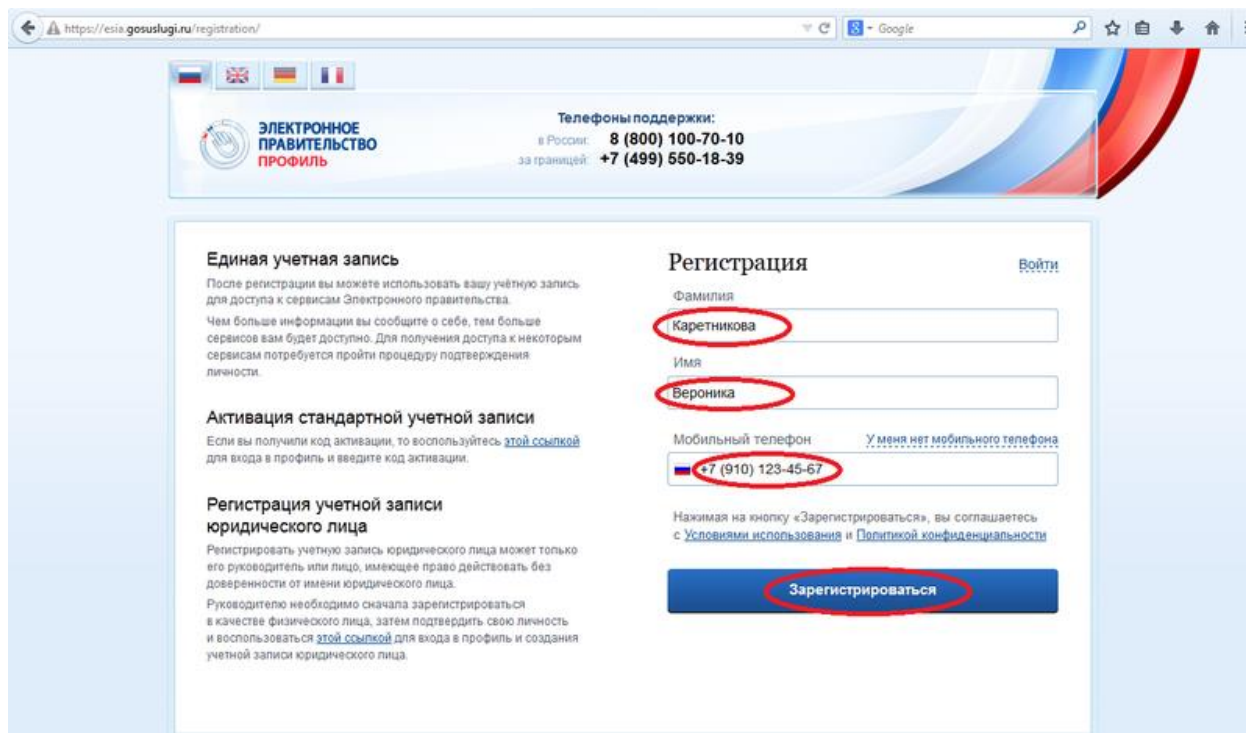 https://esia.gosuslugi.ru/registration/
Google
ЭЛЕКТРОННОЕ
ПРАВИТЕЛЬСТВО
ПРОФИЛЬ
Телефоны поддержки:
в России: 8 (800) 100-70-10
за границей: +7 (499) 550-18-39
Единая учетная запись
После регистрации вы можете использовать вашу учётную запись
для доступа к сервисам Электронного правительства.
Чем больше информации вы сообщите о себе, тем больше
сервисов вам будет доступно. Для получения доступа к некоторым
сервисам потребуется пройти процедуру подтверждения
личности.
Активация стандартной учетной записи
Если вы получили код активации, то воспользуйтесь этой ссылкой
для входа в профиль и введите код активации.
Регистрация учетной записи
юридического лица
Регистрировать учетную запись юридического лица может только
его руководитель или лицо, имеющее право действовать без
доверенности от имени юридического лица.
Руководителю необходимо сначала зарегистрироваться
в качестве физического лица, затем подтвердить свою личность
и воспользоваться этой ссылкой для входа в профиль и создания
учетной записи юридического лица.
Регистрация
Войти
Фамилия
Каретникова
Имя
Вероника
Мобильный телефон
У меня нет мобильного телефона
+7 (910) 123-45-67
Нажимая на кнопку «Зарегистрироваться», вы соглашаетесь
с Условиями использования и Политикой конфиденциальности
Зарегистрироваться